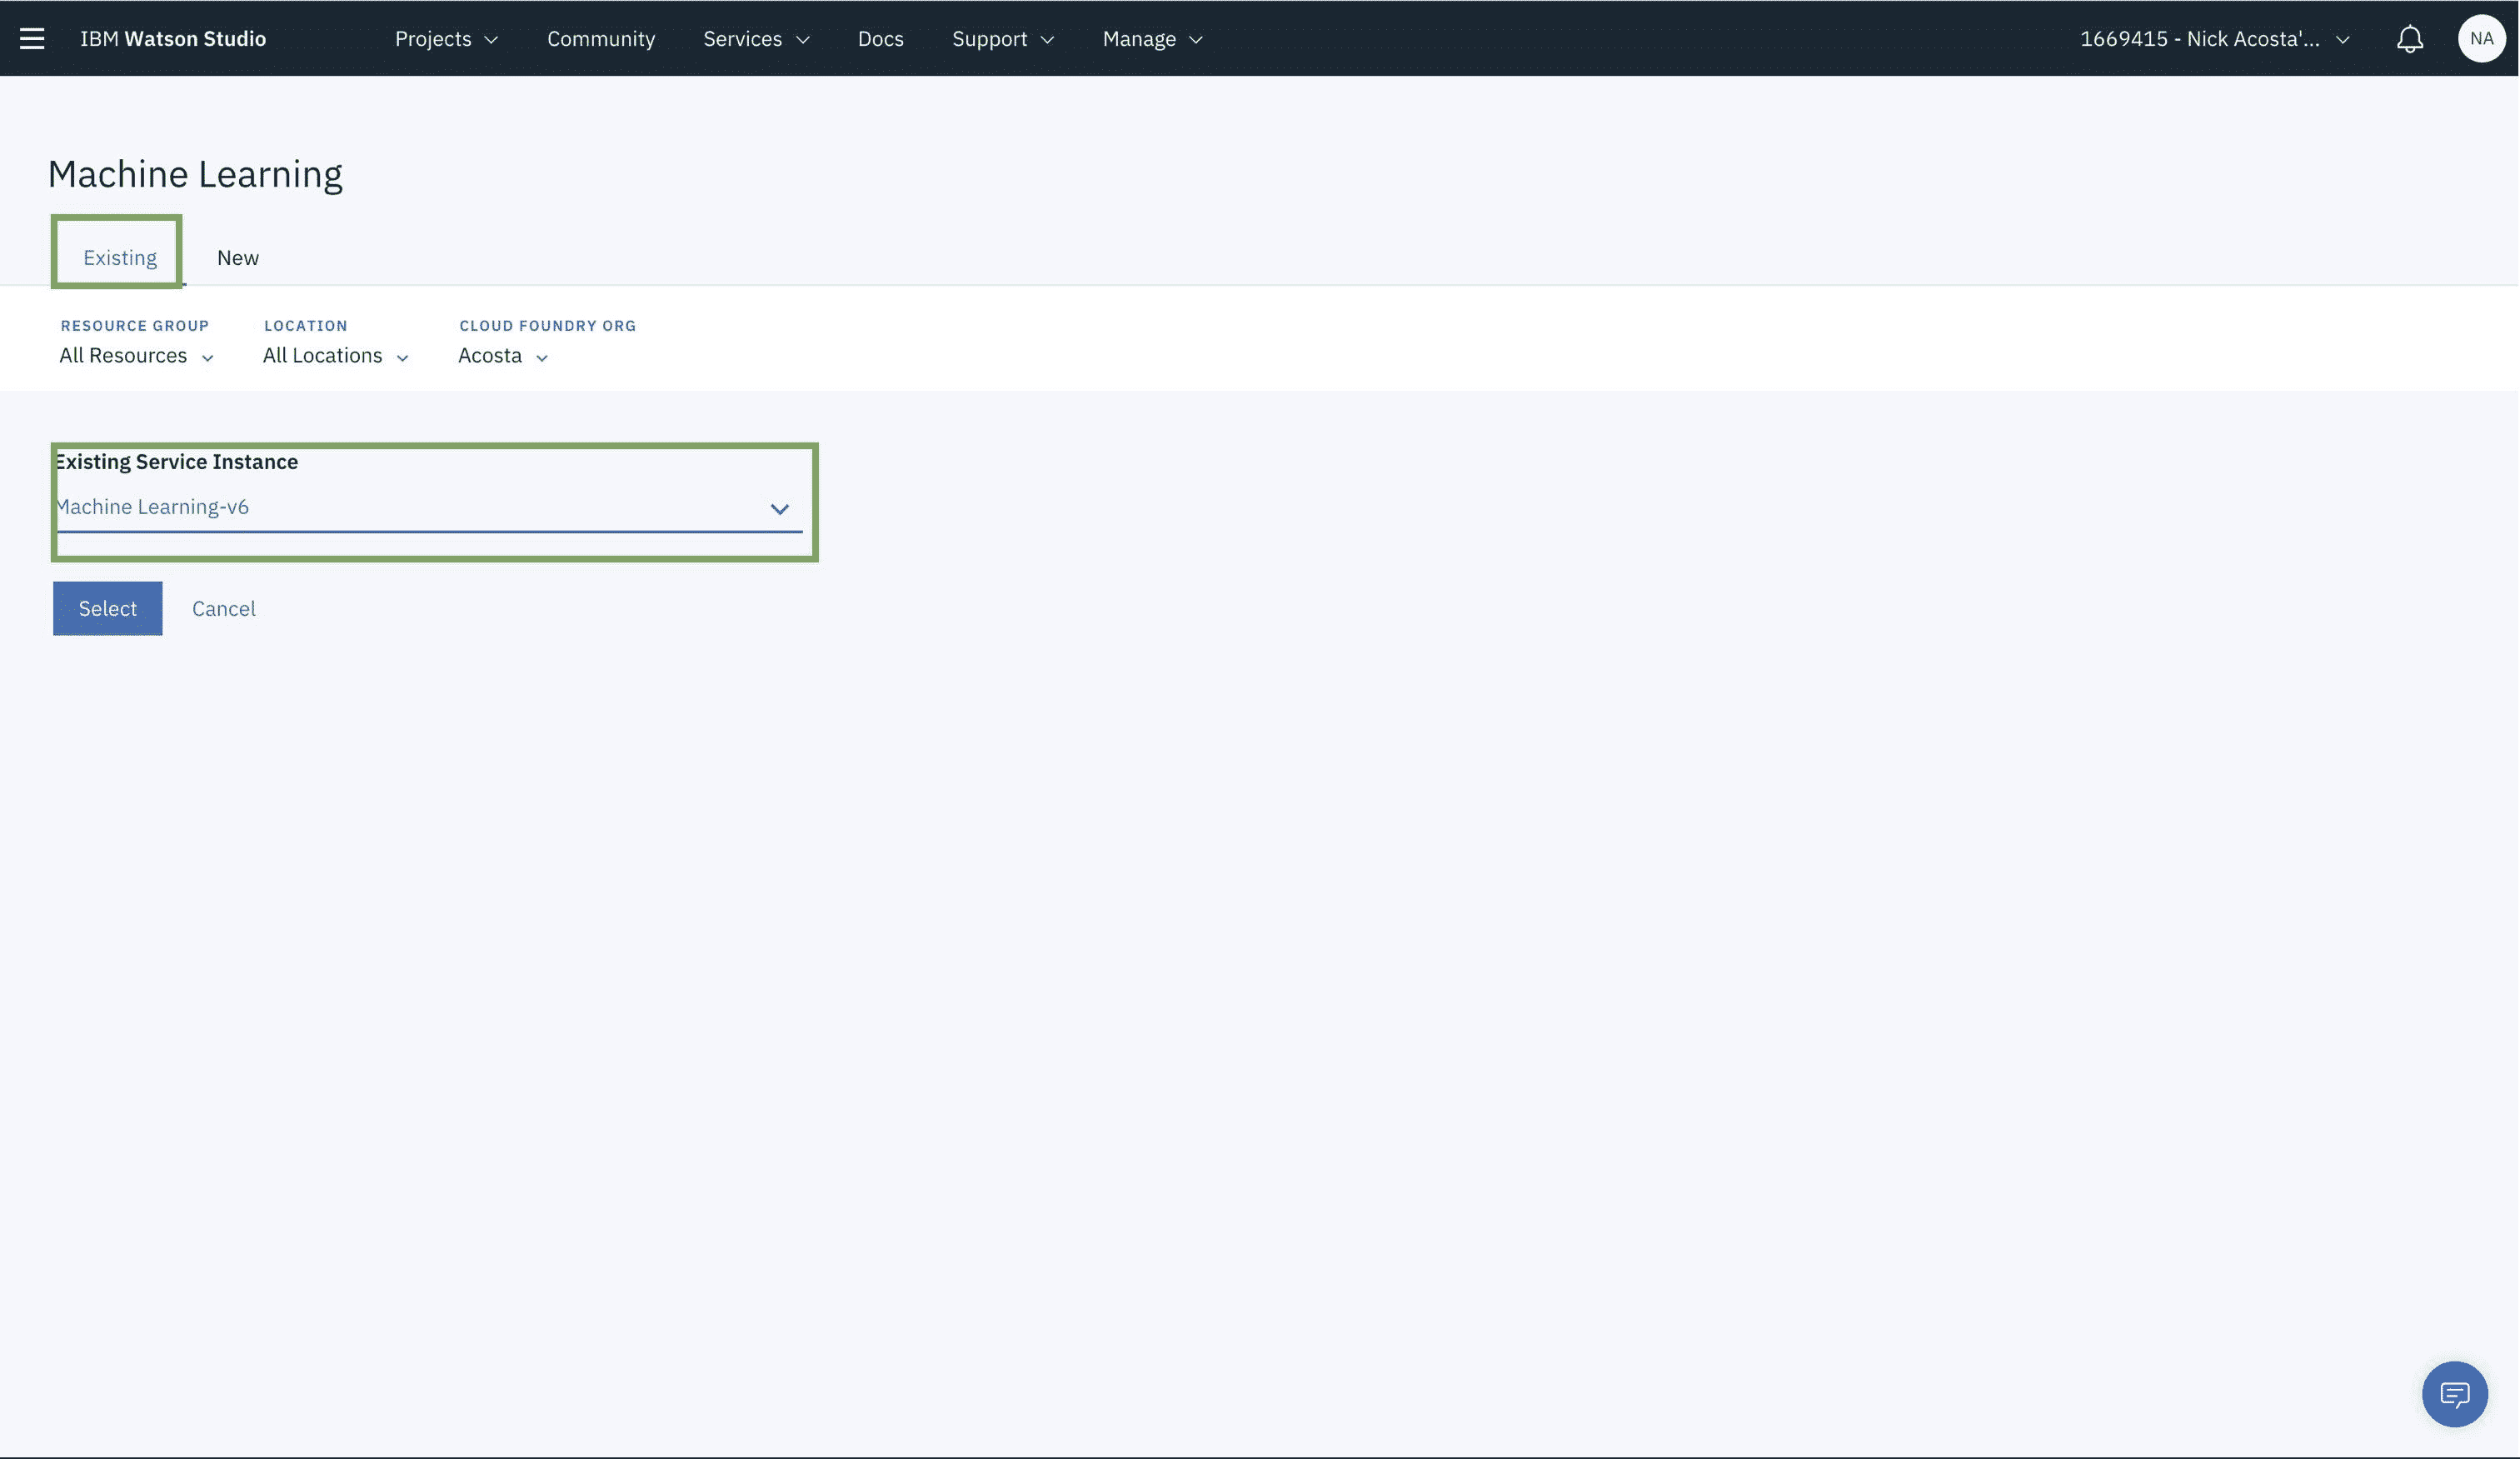 IBM Watson Studio Projects Community Services Docs Support Manage 1669415 - Nick Acosta'... NA
Machine Learning
Existing New
RESOURCE GROUP LOCATION CLOUD FOUNDRY ORG
All Resources All Locations Acosta
Existing Service Instance
Machine Learning-v6
Select Cancel